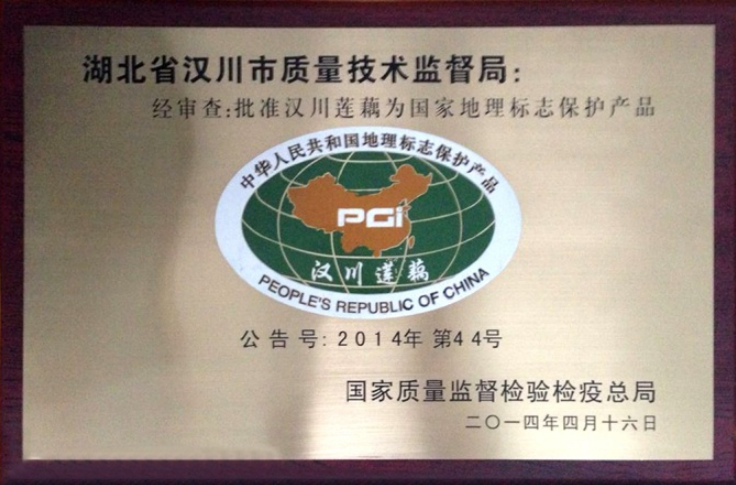 湖北省汉川市质量技术监督局：
经审查：批准汉川莲藕为国家地理标志保护产品
中华人民共和国地理标志保护产品
PGi
汉川莲藕
PEOPLE'S REPUBLIC OF CHINA
公告号：2014年 第44号
国家质量监督检验检疫总局
二〇一四年四月十六日